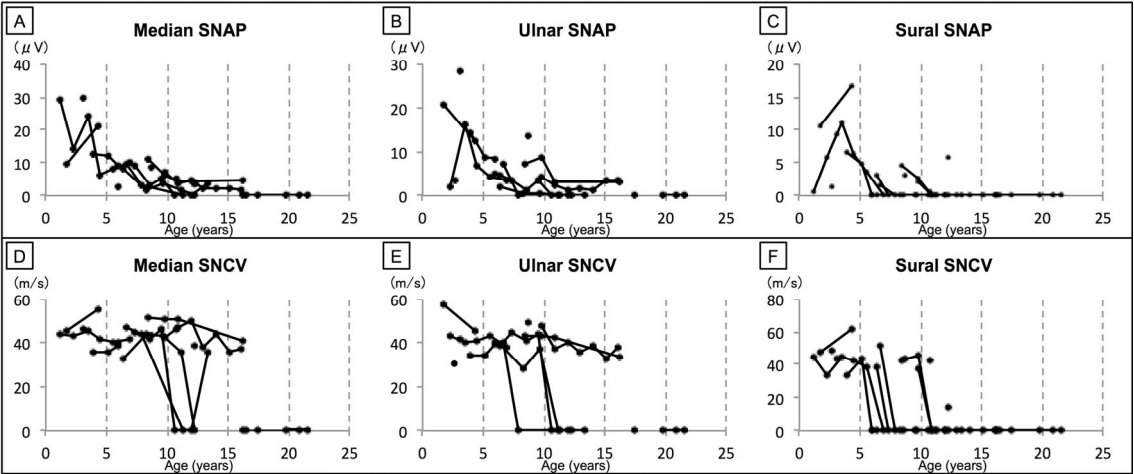 A
Median SNAP
(μV)
40
30
20
10
0
0 5 10 15 20 25
Age (years)
B
Ulnar SNAP
(μV)
30
20
10
0
0 5 10 15 20 25
Age (years)
C
Sural SNAP
(μV)
20
15
10
5
0
0 5 10 15 20 25
Age (years)
D
Median SNCV
(m/s)
60
40
20
0
0 5 10 15 20 25
Age (years)
E
Ulnar SNCV
(m/s)
60
40
20
0
0 5 10 15 20 25
Age (years)
F
Sural SNCV
(m/s)
80
60
40
20
0
0 5 10 15 20 25
Age (years)